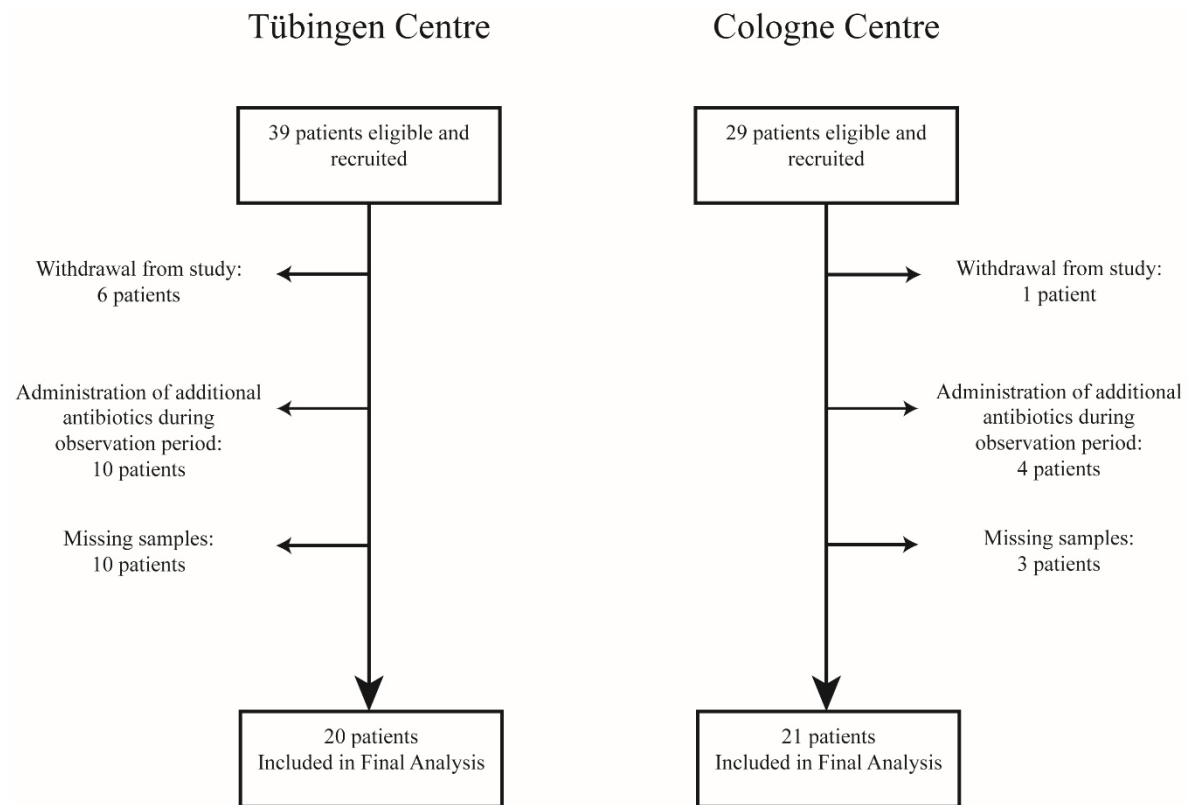 Tübingen Centre
39 patients eligible and
recruited
Withdrawal from study:
6 patients
Administration of additional
antibiotics during
observation period:
10 patients
Missing samples:
10 patients
20 patients
Included in Final Analysis
Cologne Centre
29 patients eligible and
recruited
Withdrawal from study:
1 patient
Administration of additional
antibiotics during
observation period:
4 patients
Missing samples:
3 patients
21 patients
Included in Final Analysis